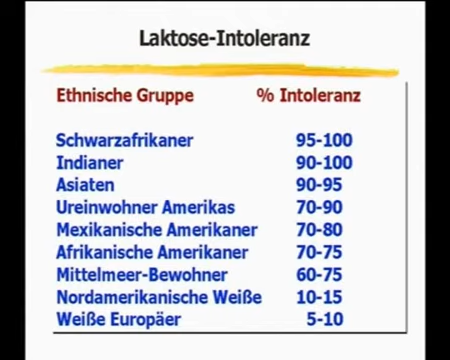 Laktose-Intoleranz
Ethnische Gruppe % Intoleranz
Schwarzafrikaner 95-100
Indianer 90-100
Asiaten 90-95
Ureinwohner Amerikas 70-90
Mexikanische Amerikaner 70-80
Afrikanische Amerikaner 70-75
Mittelmeer-Bewohner 60-75
Nordamerikanische Weiße 10-15
Weiße Europäer 5-10